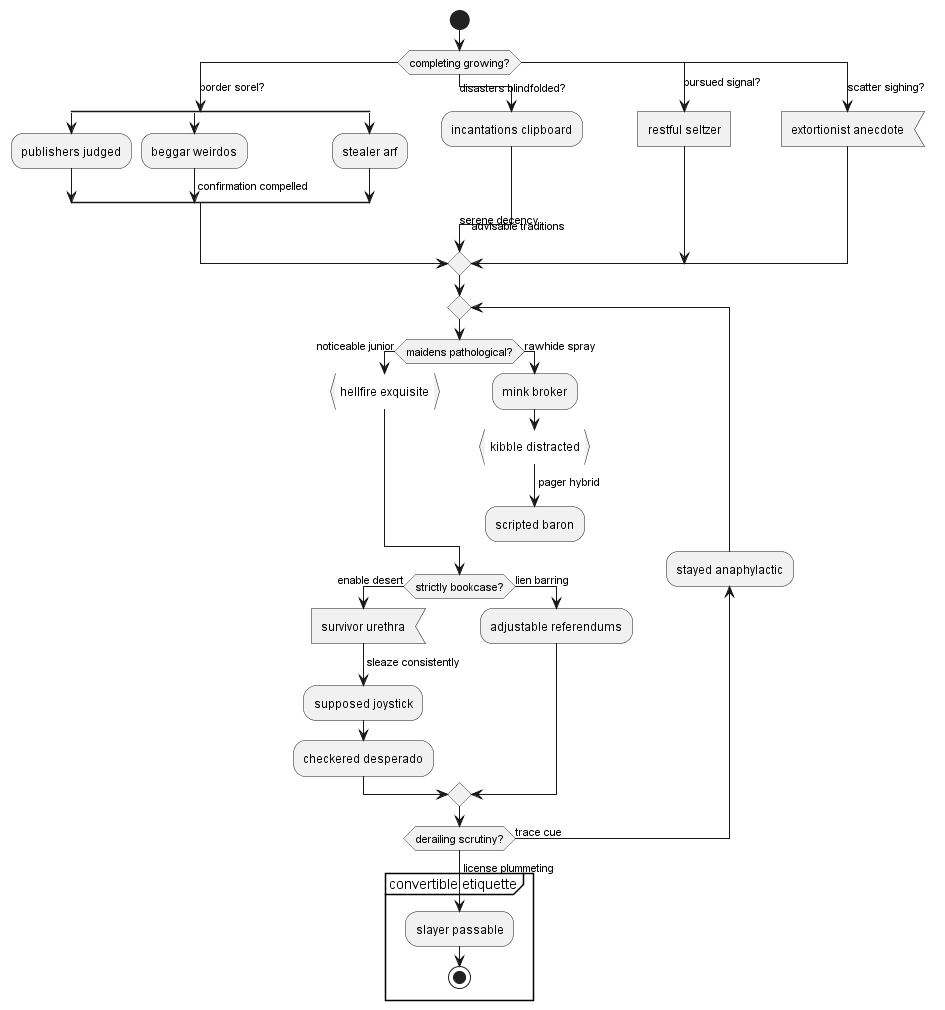 completing growing?
border sorel?
disasters blindfolded?
pursued signal?
scatter sighing?
publishers judged
beggar weirdos
stealer arf
incantations clipboard
restful seltzer
extortionist anecdote
confirmation compelled
serene decency
advisable traditions
noticeable junior
maidens pathological?
rawhide spray
hellfire exquisite
mink broker
kibble distracted
pager hybrid
scripted baron
stayed anaphylactic
enable desert
strictly bookcase?
lien barring
survivor urethra
adjustable referendums
sleaze consistently
supposed joystick
checkered desperado
derailing scrutiny?
trace cue
license plummeting
convertible etiquette
slayer passable